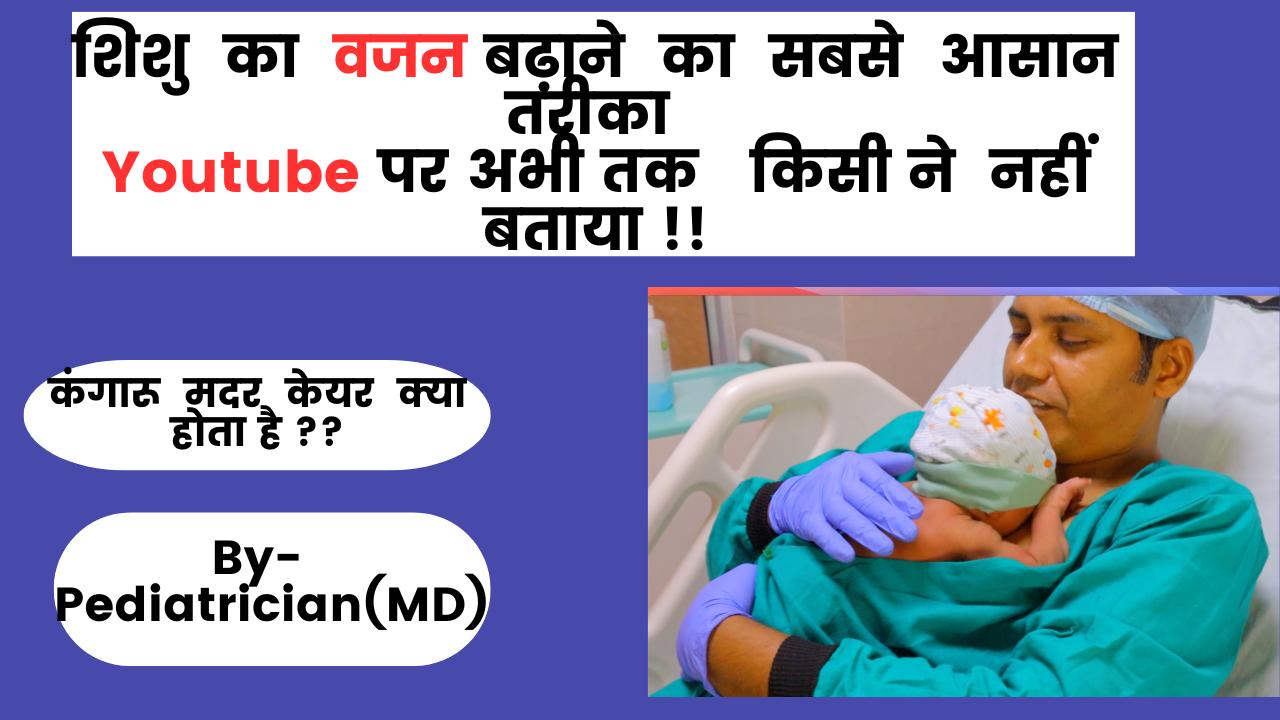 शिशु का वजन बढ़ाने का सबसे आसान
तरीका
Youtube पर अभी तक किसी ने नहीं
बताया !!
कंगारू मदर केयर क्या
होता है ??
By-
Pediatrician(MD)